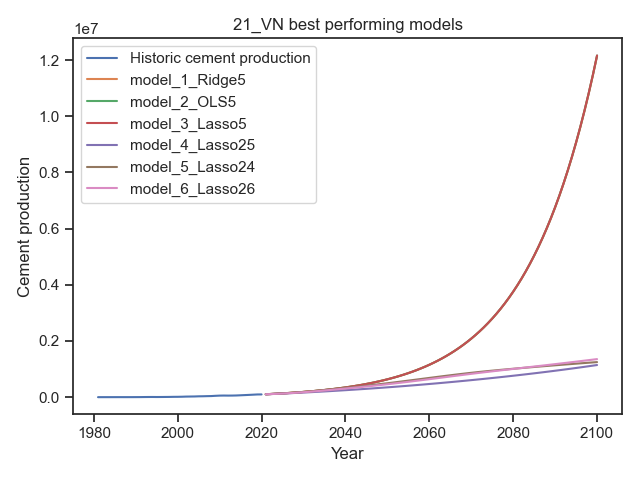 21_VN best performing models
1e7
Historic cement production
model_1_Ridge5
model_2_OLS5
model_3_Lasso5
model_4_Lasso25
model_5_Lasso24
model_6_Lasso26
Cement production
1.2
1.0
0.8
0.6
0.4
0.2
0.0
1980 2000 2020 2040 2060 2080 2100
Year